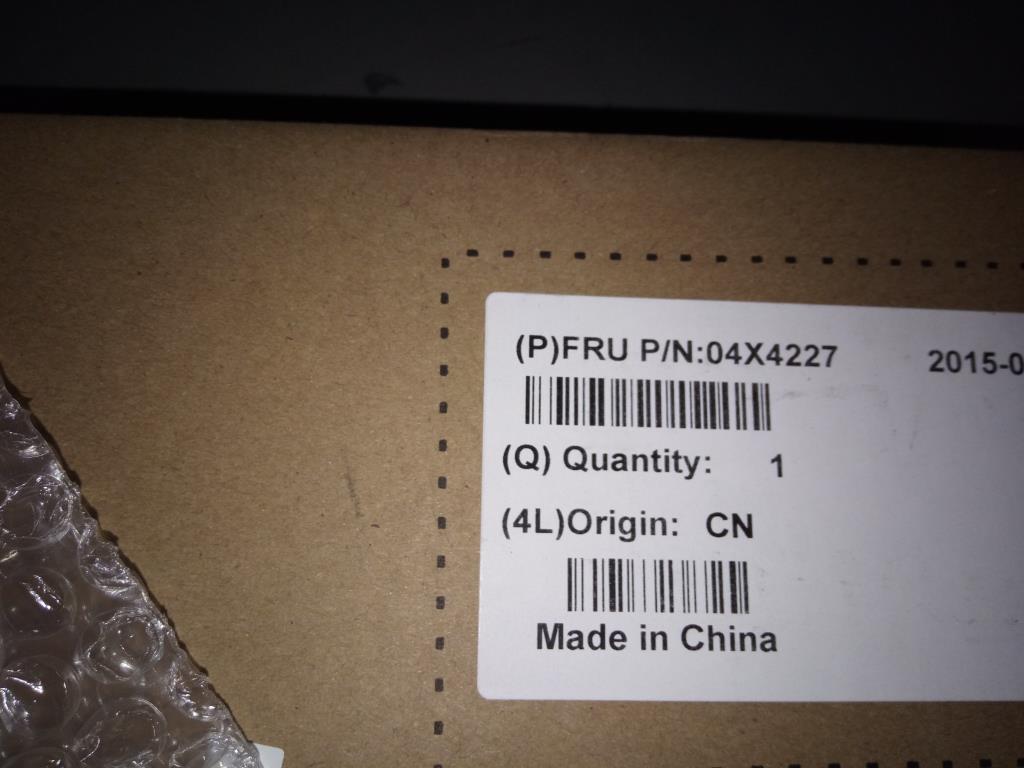 (P)FRU P/N:04X4227 2015-0
(Q) Quantity: 1
(4L)Origin: CN
Made in China